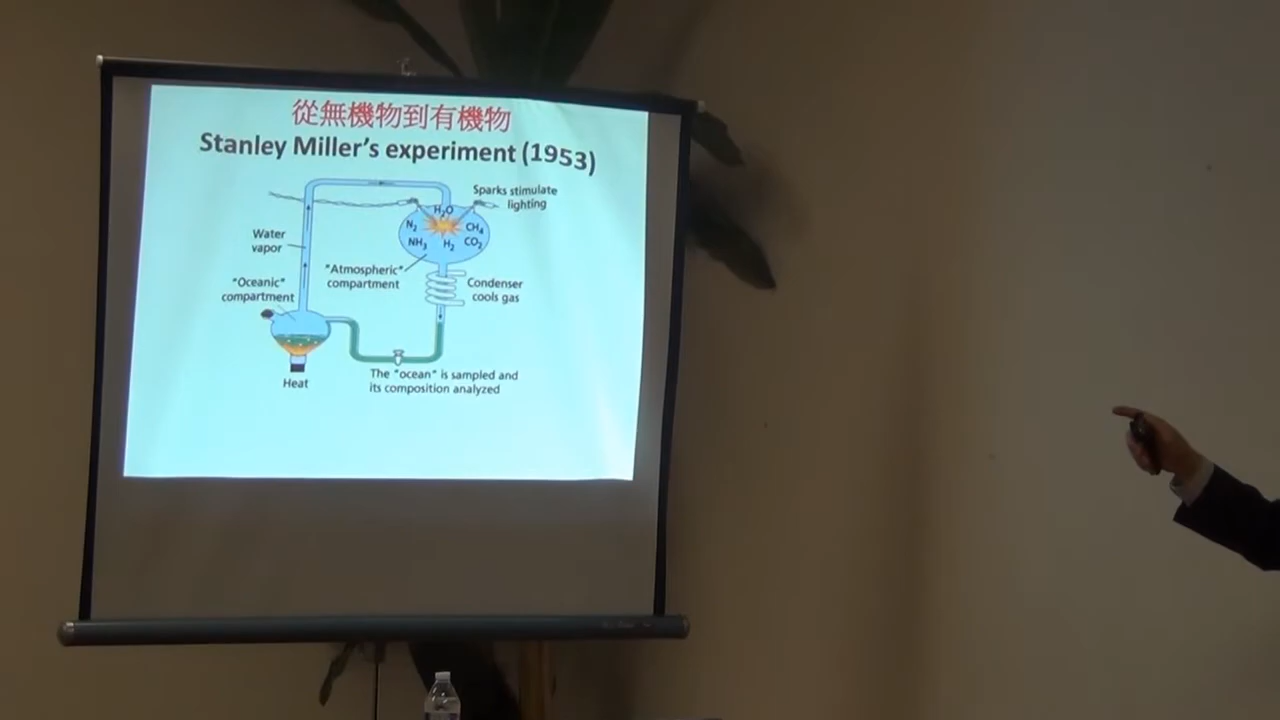 從無機物到有機物
Stanley Miller's experiment (1953)
Sparks stimulate
lighting
H₂O
N₂
CH₄
NH₃
H₂
CO₂
Water
vapor
"Atmospheric"
compartment
"Oceanic"
compartment
Condenser
cools gas
Heat
The "ocean" is sampled and
its composition analyzed